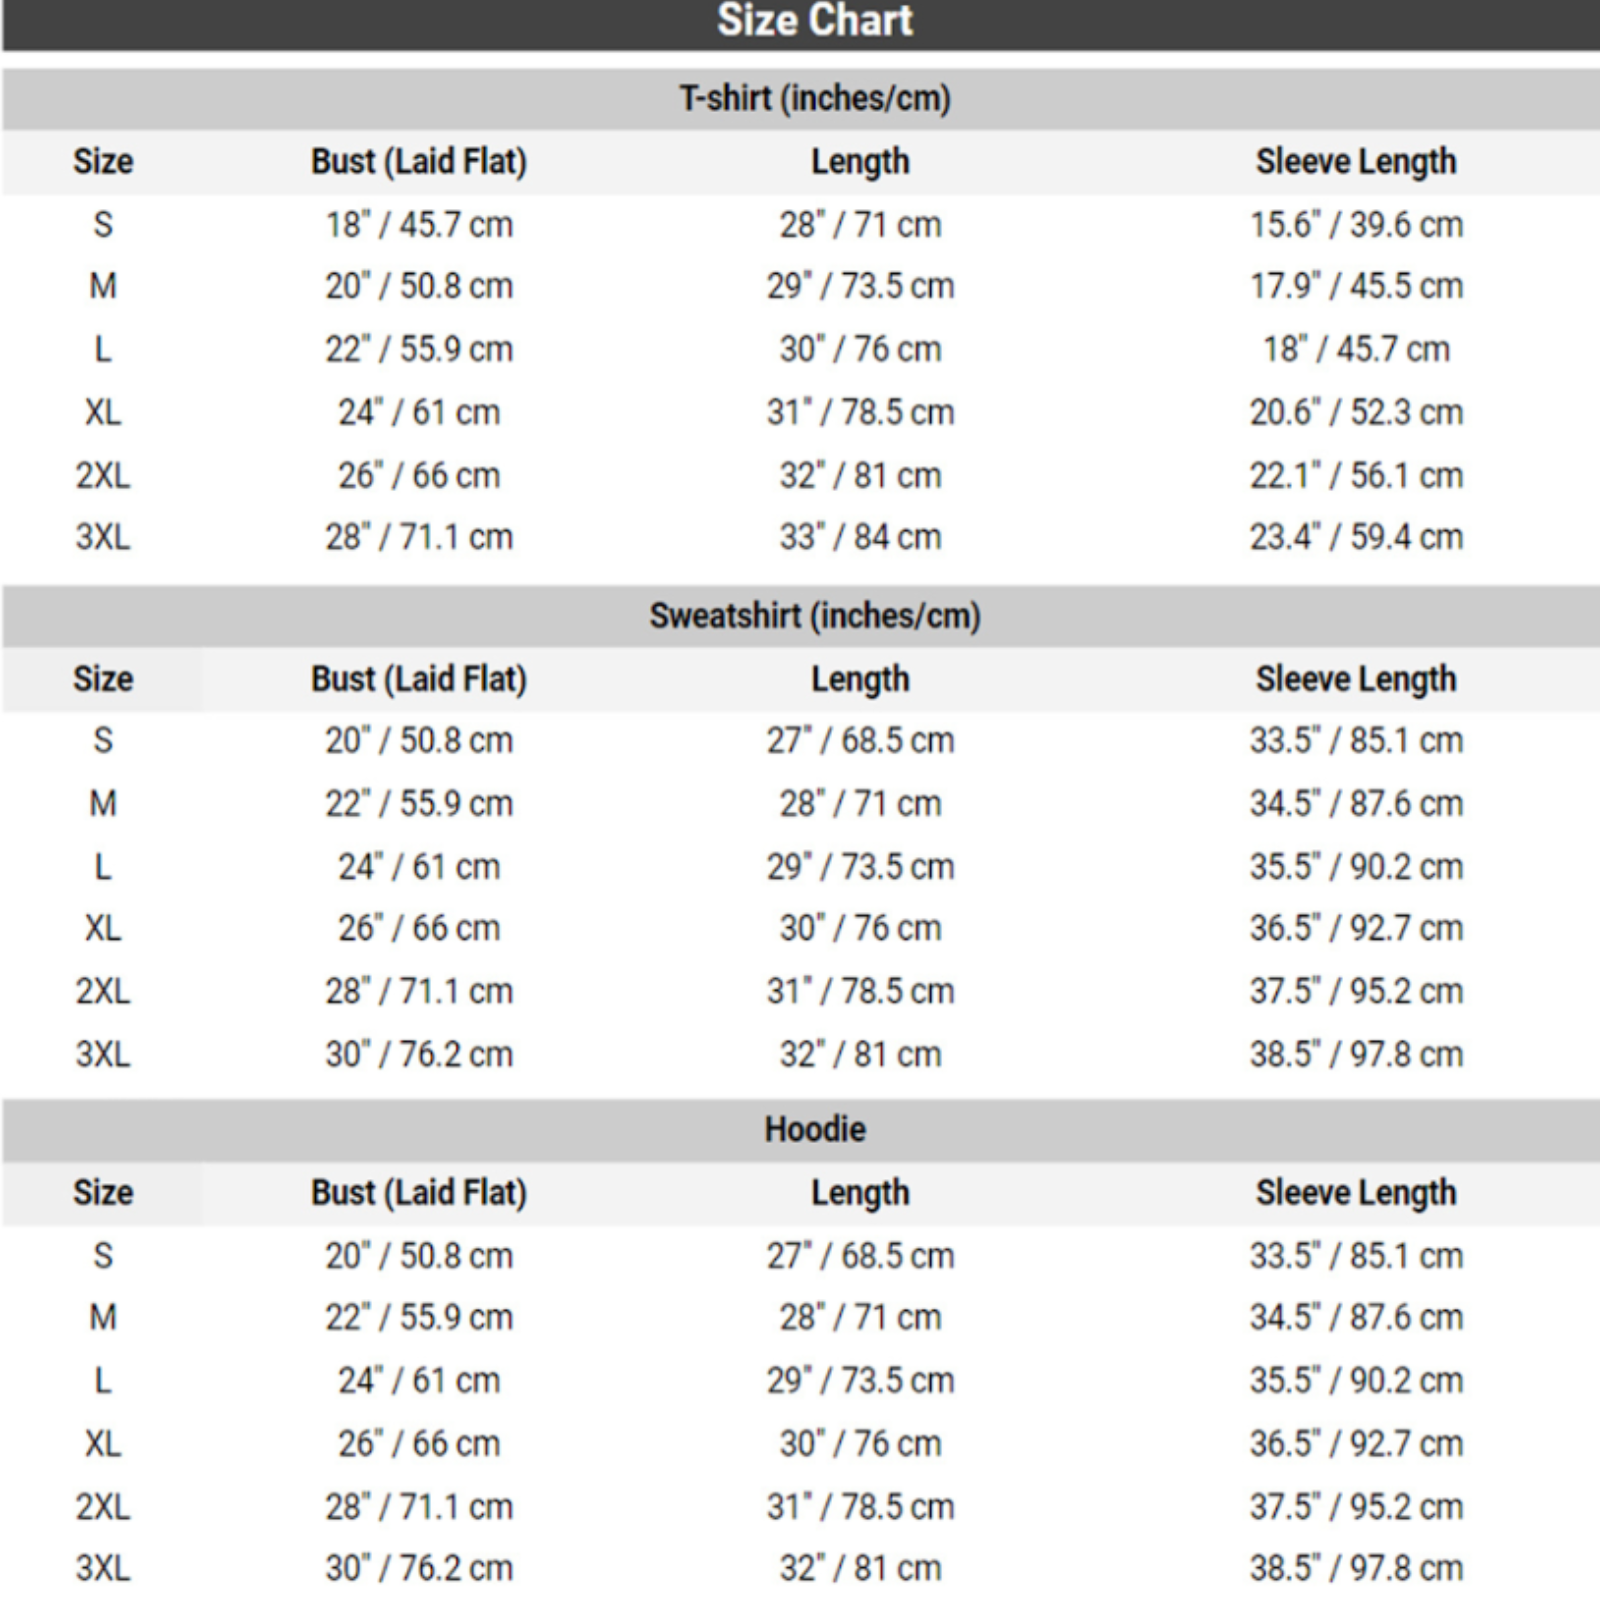 Size Chart
T-shirt (inches/cm)
Size Bust (Laid Flat) Length Sleeve Length
S 18" / 45.7 cm 28" / 71 cm 15.6" / 39.6 cm
M 20" / 50.8 cm 29" / 73.5 cm 17.9" / 45.5 cm
L 22" / 55.9 cm 30" / 76 cm 18" / 45.7 cm
XL 24" / 61 cm 31" / 78.5 cm 20.6" / 52.3 cm
2XL 26" / 66 cm 32" / 81 cm 22.1" / 56.1 cm
3XL 28" / 71.1 cm 33" / 84 cm 23.4" / 59.4 cm
Sweatshirt (inches/cm)
Size Bust (Laid Flat) Length Sleeve Length
S 20" / 50.8 cm 27" / 68.5 cm 33.5" / 85.1 cm
M 22" / 55.9 cm 28" / 71 cm 34.5" / 87.6 cm
L 24" / 61 cm 29" / 73.5 cm 35.5" / 90.2 cm
XL 26" / 66 cm 30" / 76 cm 36.5" / 92.7 cm
2XL 28" / 71.1 cm 31" / 78.5 cm 37.5" / 95.2 cm
3XL 30" / 76.2 cm 32" / 81 cm 38.5" / 97.8 cm
Hoodie
Size Bust (Laid Flat) Length Sleeve Length
S 20" / 50.8 cm 27" / 68.5 cm 33.5" / 85.1 cm
M 22" / 55.9 cm 28" / 71 cm 34.5" / 87.6 cm
L 24" / 61 cm 29" / 73.5 cm 35.5" / 90.2 cm
XL 26" / 66 cm 30" / 76 cm 36.5" / 92.7 cm
2XL 28" / 71.1 cm 31" / 78.5 cm 37.5" / 95.2 cm
3XL 30" / 76.2 cm 32" / 81 cm 38.5" / 97.8 cm